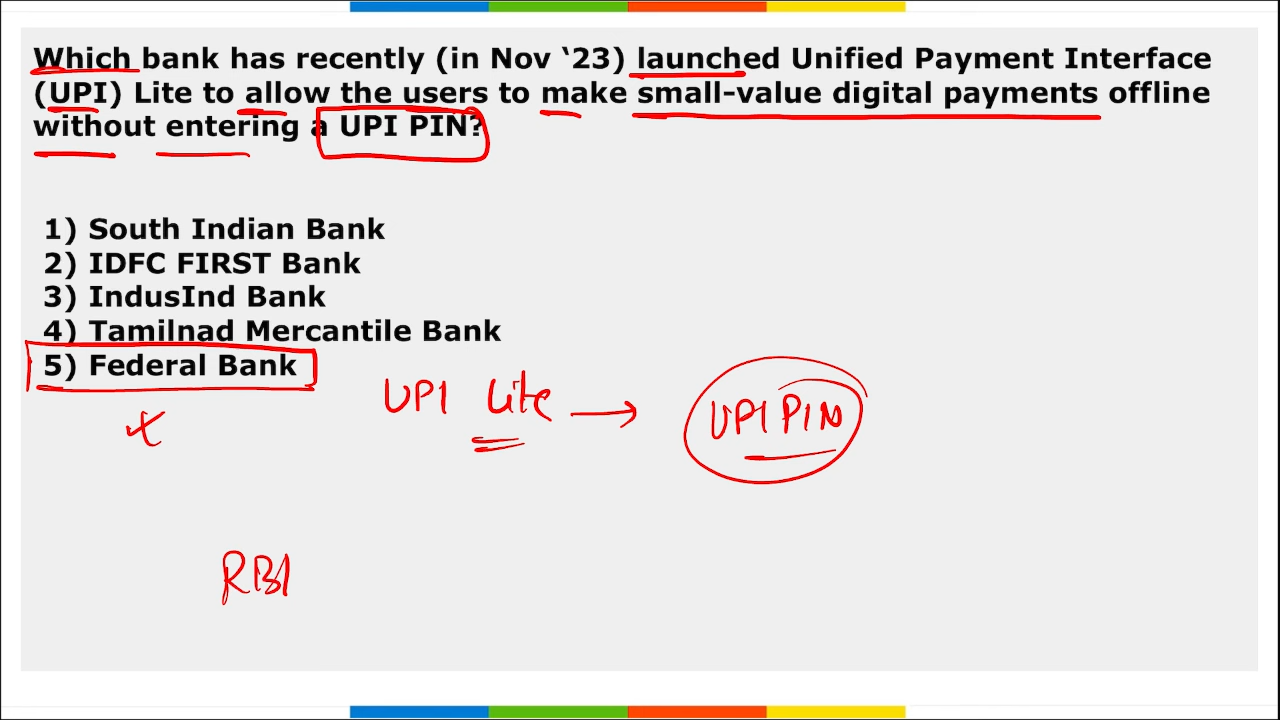 Which bank has recently (in Nov ‘23) launched Unified Payment Interface
(UPI) Lite to allow the users to make small-value digital payments offline
without entering a UPI PIN?
1) South Indian Bank
2) IDFC FIRST Bank
3) IndusInd Bank
4) Tamilnad Mercantile Bank
5) Federal Bank
UPI Lite → UPI PIN
RBI